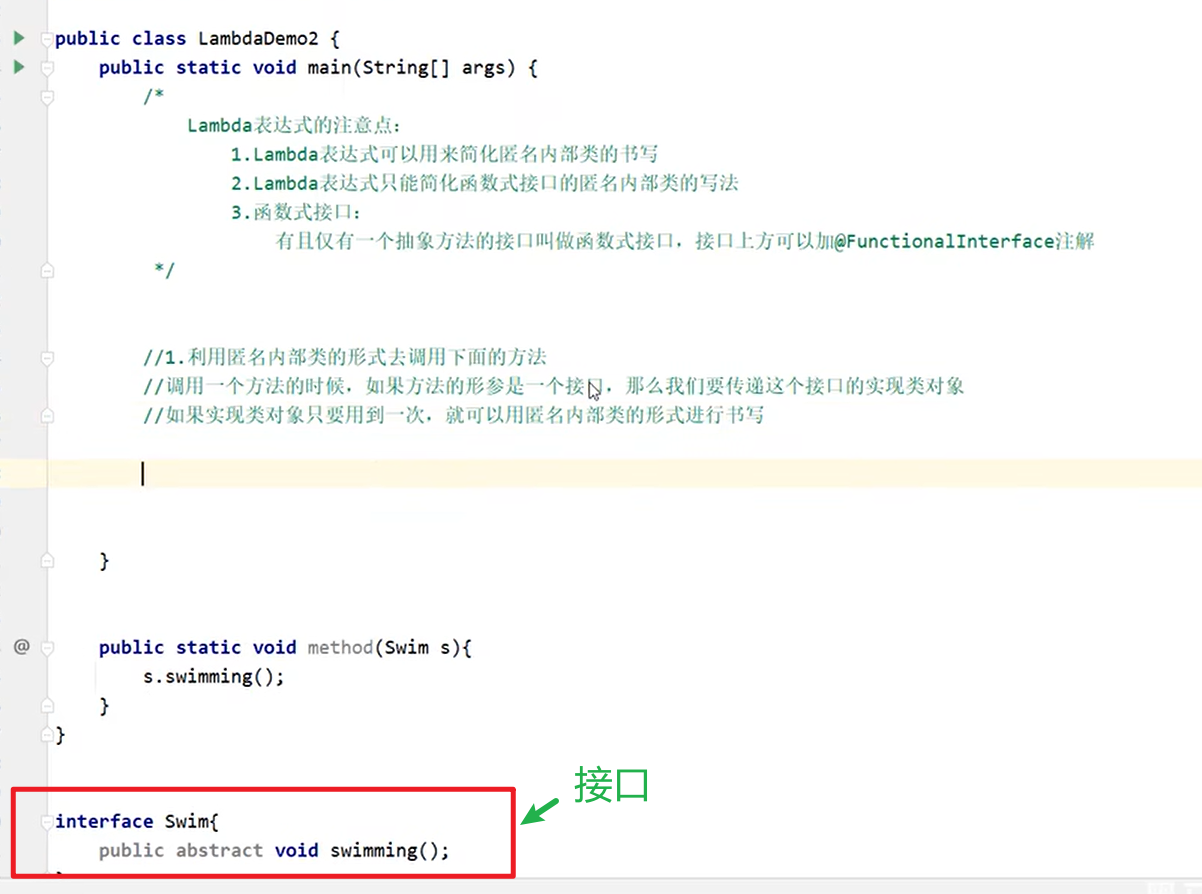 public class LambdaDemo2 {
public static void main(String[] args) {
/*
Lambda表达式的注意点：
1.Lambda表达式可以用来简化匿名内部类的书写
2.Lambda表达式只能简化函数式接口的匿名内部类的写法
3.函数式接口：
有且仅有一个抽象方法的接口叫做函数式接口，接口上方可以加@FunctionalInterface注解
*/
//1.利用匿名内部类的形式去调用下面的方法
//调用一个方法的时候，如果方法的形参是一个接口，那么我们要传递这个接口的实现类对象
//如果实现类对象只要用到一次，就可以用匿名内部类的形式进行书写
}
@ public static void method(Swim s){
s.swimming();
}
}
接口
interface Swim{
public abstract void swimming();